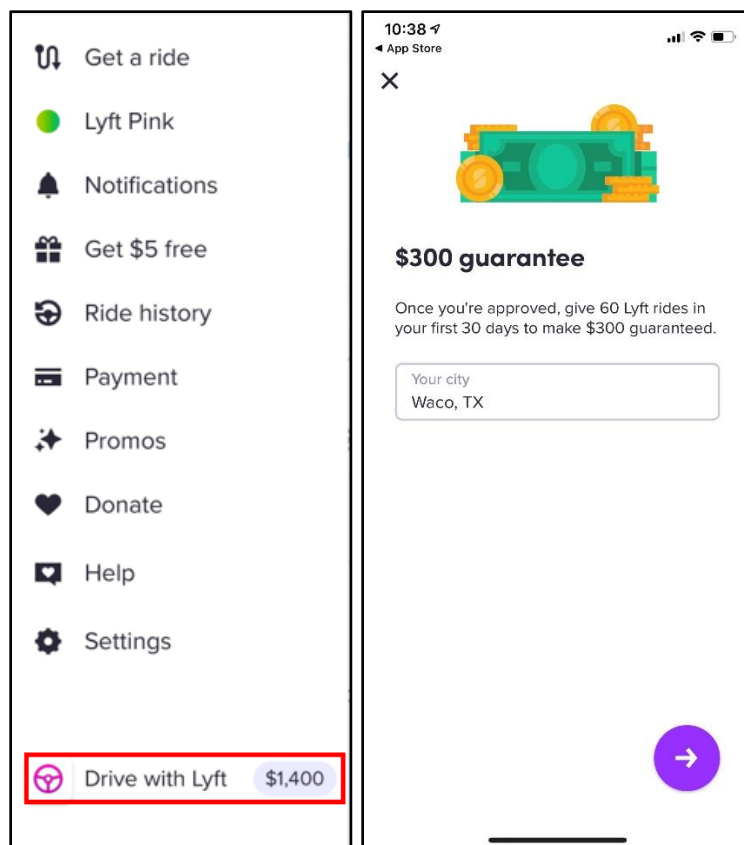 Get a ride
Lyft Pink
Notifications
Get $5 free
Ride history
Payment
Promos
Donate
Help
Settings
Drive with Lyft $1,400
10:38
App Store
$300 guarantee
Once you're approved, give 60 Lyft rides in
your first 30 days to make $300 guaranteed.
Your city
Waco, TX